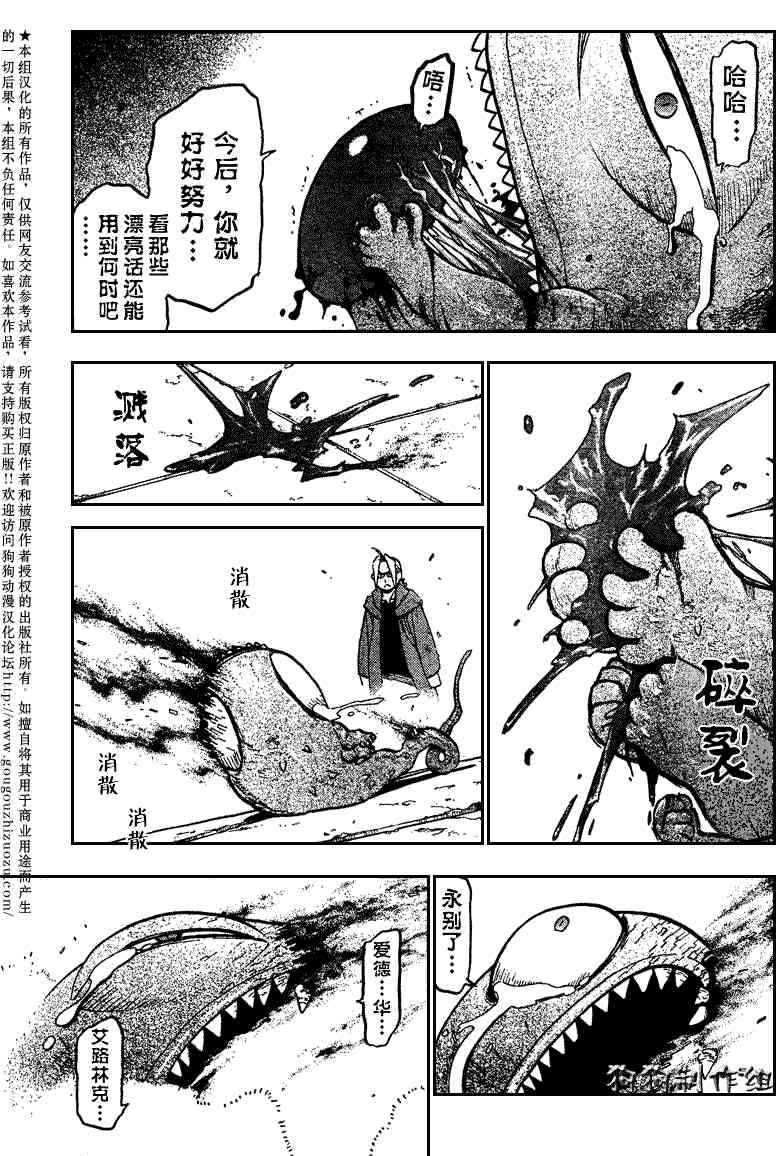 哈哈…
唔…
今后，你就
好好努力…
看那些
漂亮话还能
用到何时吧
……
碎裂
溅落
消散
消散
消散
永别了…
爱德…华…
艾路林克…
狗狗制作组
★本组汉化的所有作品，仅供网友交流参考试看，所有版权归原作者和被原作者授权的出版社所有。如擅自将其用于商业用途而产生
的一切后果，本组不负任何责任。如喜欢本作品，请支持购买正版!!欢迎访问狗狗动漫汉化论坛http://www.gougouzhizuozu.com/